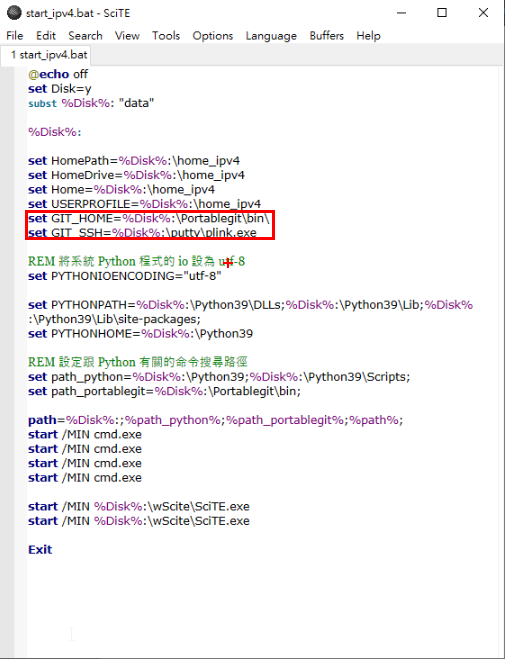 start_ipv4.bat - SciTE
File Edit Search View Tools Options Language Buffers Help
1 start_ipv4.bat
@echo off
set Disk=y
subst %Disk%: "data"
%Disk%:
set HomePath=%Disk%:\home_ipv4
set HomeDrive=%Disk%:\home_ipv4
set Home=%Disk%:\home_ipv4
set USERPROFILE=%Disk%:\home_ipv4
set GIT_HOME=%Disk%:\Portablegit\bin\
set GIT_SSH=%Disk%:\putty\plink.exe
REM 將系統 Python 程式的 io 設為 utf-8
set PYTHONIOENCODING="utf-8"
set PYTHONPATH=%Disk%:\Python39\DLLs;%Disk%:\Python39\Lib;%Disk%
:\Python39\Lib\site-packages;
set PYTHONHOME=%Disk%:\Python39
REM 設定跟 Python 有關的命令搜尋路徑
set path_python=%Disk%:\Python39;%Disk%:\Python39\Scripts;
set path_portablegit=%Disk%:\Portablegit\bin;
path=%Disk%:;%path_python%;%path_portablegit%;%path%;
start /MIN cmd.exe
start /MIN cmd.exe
start /MIN cmd.exe
start /MIN cmd.exe
start /MIN %Disk%:\wScite\SciTE.exe
start /MIN %Disk%:\wScite\SciTE.exe
Exit